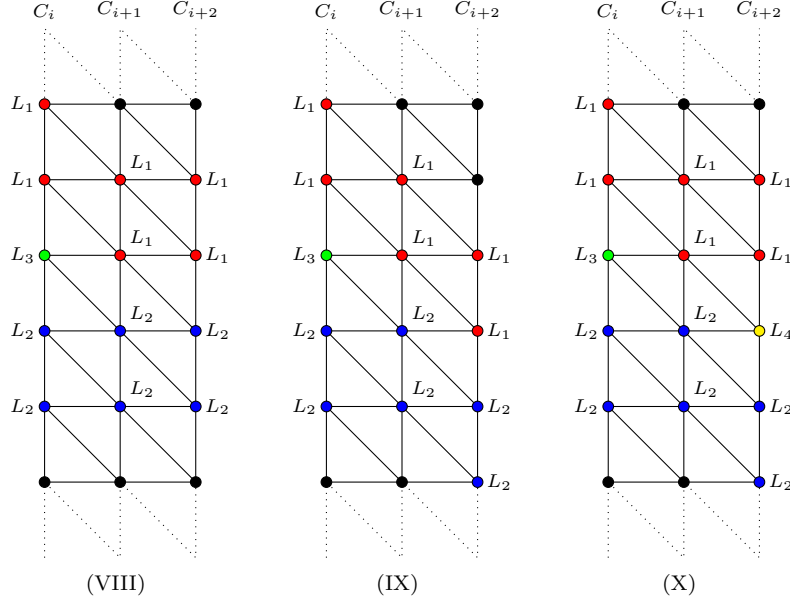 C_i C_{i+1} C_{i+2} C_i C_{i+1} C_{i+2} C_i C_{i+1} C_{i+2}
L_1 L_1 L_1
L_1 L_1 L_1 L_1 L_1 L_1 L_1 L_1
L_3 L_1 L_1 L_3 L_1 L_1 L_3 L_1 L_1
L_2 L_2 L_2 L_2 L_2 L_1 L_2 L_2 L_4
L_2 L_2 L_2 L_2 L_2 L_2 L_2 L_2 L_2
L_2 L_2
(VIII) (IX) (X)